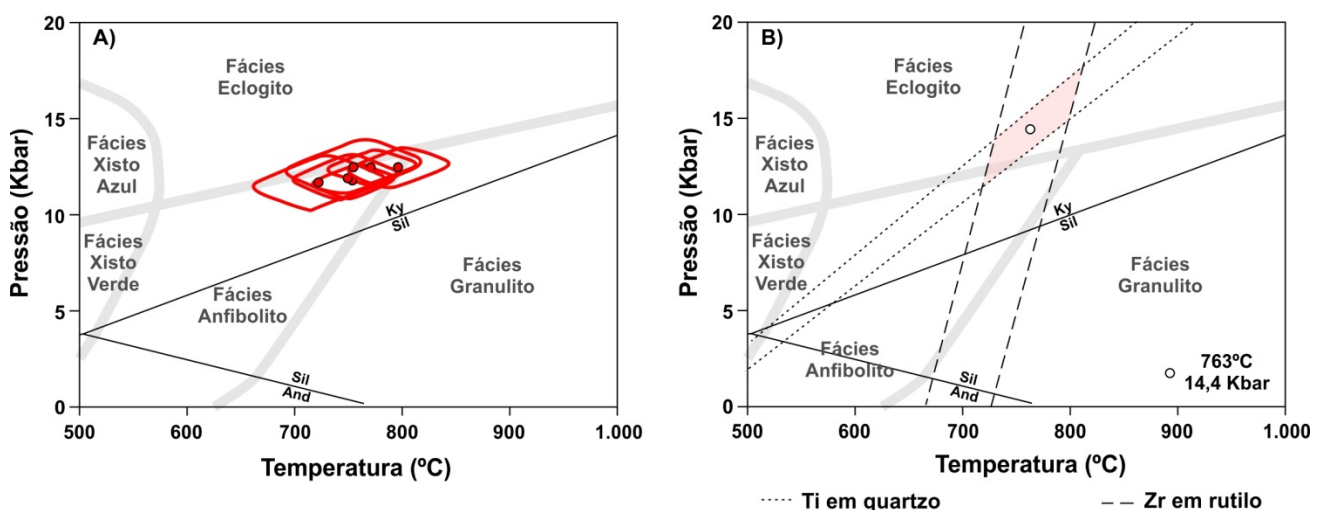 A)
Pressão (Kbar)
20
15
10
5
0
Fácies
Eclogito
Fácies
Xisto
Azul
Fácies
Xisto
Verde
Fácies
Anfibolito
Fácies
Granulito
Ky
Sil
Sil
And
500
600
700
800
900
1.000
Temperatura (ºC)
B)
Pressão (Kbar)
20
15
10
5
0
Fácies
Eclogito
Fácies
Xisto
Azul
Fácies
Xisto
Verde
Fácies
Anfibolito
Fácies
Granulito
Ky
Sil
Sil
And
763ºC
14,4 Kbar
500
600
700
800
900
1.000
Temperatura (ºC)
Ti em quartzo
Zr em rutilo